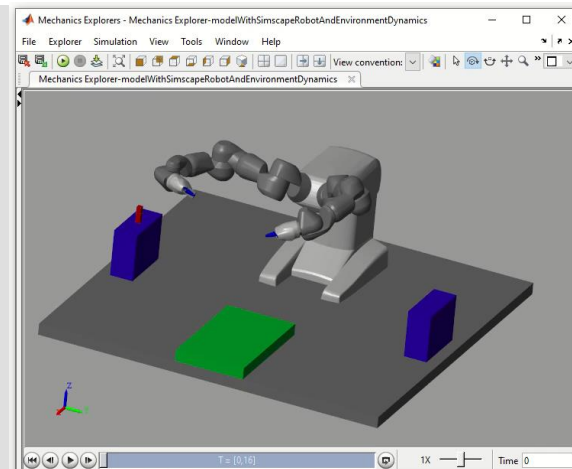 Mechanics Explorers - Mechanics Explorer-modelWithSimscapeRobotAndEnvironmentDynamics
File Explorer Simulation View Tools Window Help
View convention:
Mechanics Explorer-modelWithSimscapeRobotAndEnvironmentDynamics
z
T = [0,16]
1X
Time 0